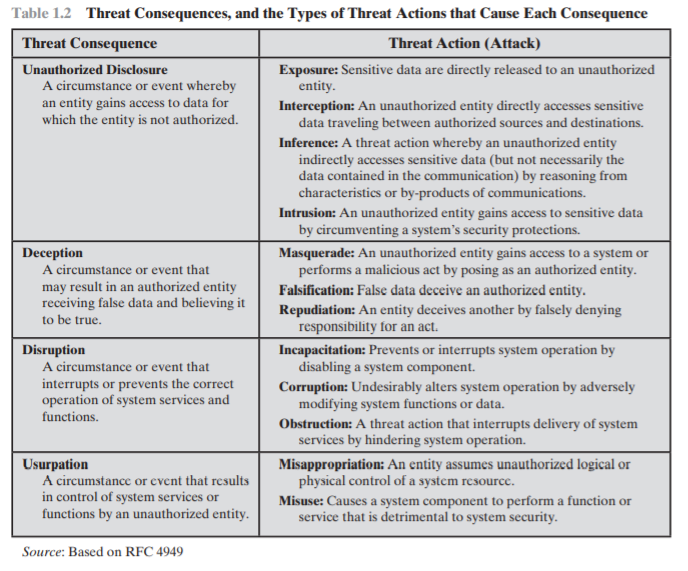 Table 1.2 Threat Consequences, and the Types of Threat Actions that Cause Each Consequence
Threat Consequence
Threat Action (Attack)
Unauthorized Disclosure
A circumstance or event whereby
an entity gains access to data for
which the entity is not authorized.
Exposure: Sensitive data are directly released to an unauthorized
entity.
Interception: An unauthorized entity directly accesses sensitive
data traveling between authorized sources and destinations.
Inference: A threat action whereby an unauthorized entity
indirectly accesses sensitive data (but not necessarily the
data contained in the communication) by reasoning from
characteristics or by-products of communications.
Intrusion: An unauthorized entity gains access to sensitive data
by circumventing a system's security protections.
Deception
A circumstance or event that
may result in an authorized entity
receiving false data and believing it
to be true.
Masquerade: An unauthorized entity gains access to a system or
performs a malicious act by posing as an authorized entity.
Falsification: False data deceive an authorized entity.
Repudiation: An entity deceives another by falsely denying
responsibility for an act.
Disruption
A circumstance or event that
interrupts or prevents the correct
operation of system services and
functions.
Incapacitation: Prevents or interrupts system operation by
disabling a system component.
Corruption: Undesirably alters system operation by adversely
modifying system functions or data.
Obstruction: A threat action that interrupts delivery of system
services by hindering system operation.
Usurpation
A circumstance or event that results
in control of system services or
functions by an unauthorized entity.
Misappropriation: An entity assumes unauthorized logical or
physical control of a system resource.
Misuse: Causes a system component to perform a function or
service that is detrimental to system security.
Source: Based on RFC 4949